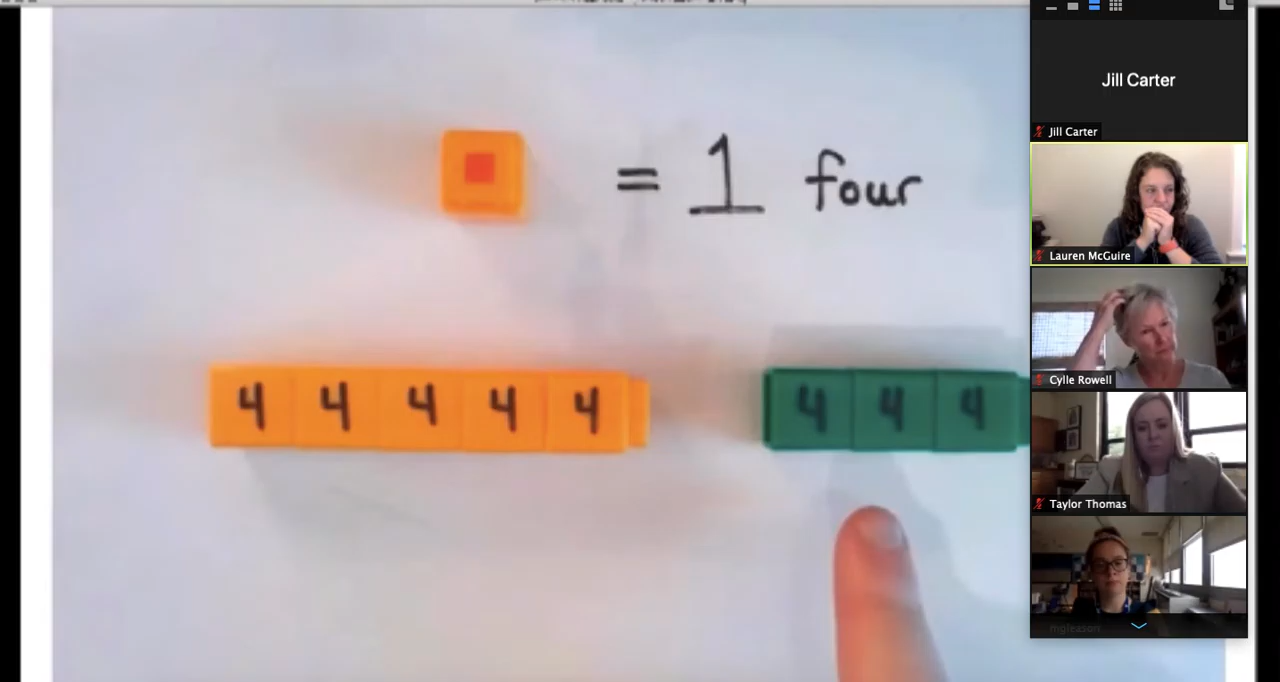 = 1 four
4 4 4 4 4
4 4 4
Jill Carter
Jill Carter
Lauren McGuire
Cylle Rowell
Taylor Thomas
mgleason